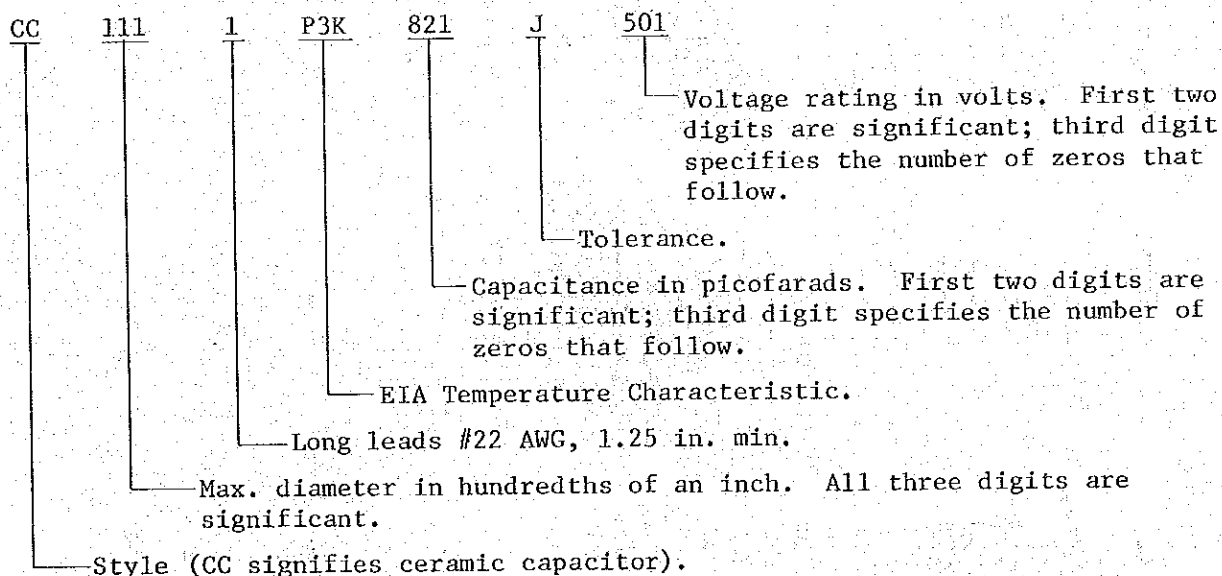 CC 111 1 P3K 821 J 501
Voltage rating in volts. First two
digits are significant; third digit
specifies the number of zeros that
follow.
Tolerance.
Capacitance in picofarads. First two digits are
significant; third digit specifies the number of
zeros that follow.
EIA Temperature Characteristic.
Long leads #22 AWG, 1.25 in. min.
Max. diameter in hundredths of an inch. All three digits are
significant.
Style (CC signifies ceramic capacitor).